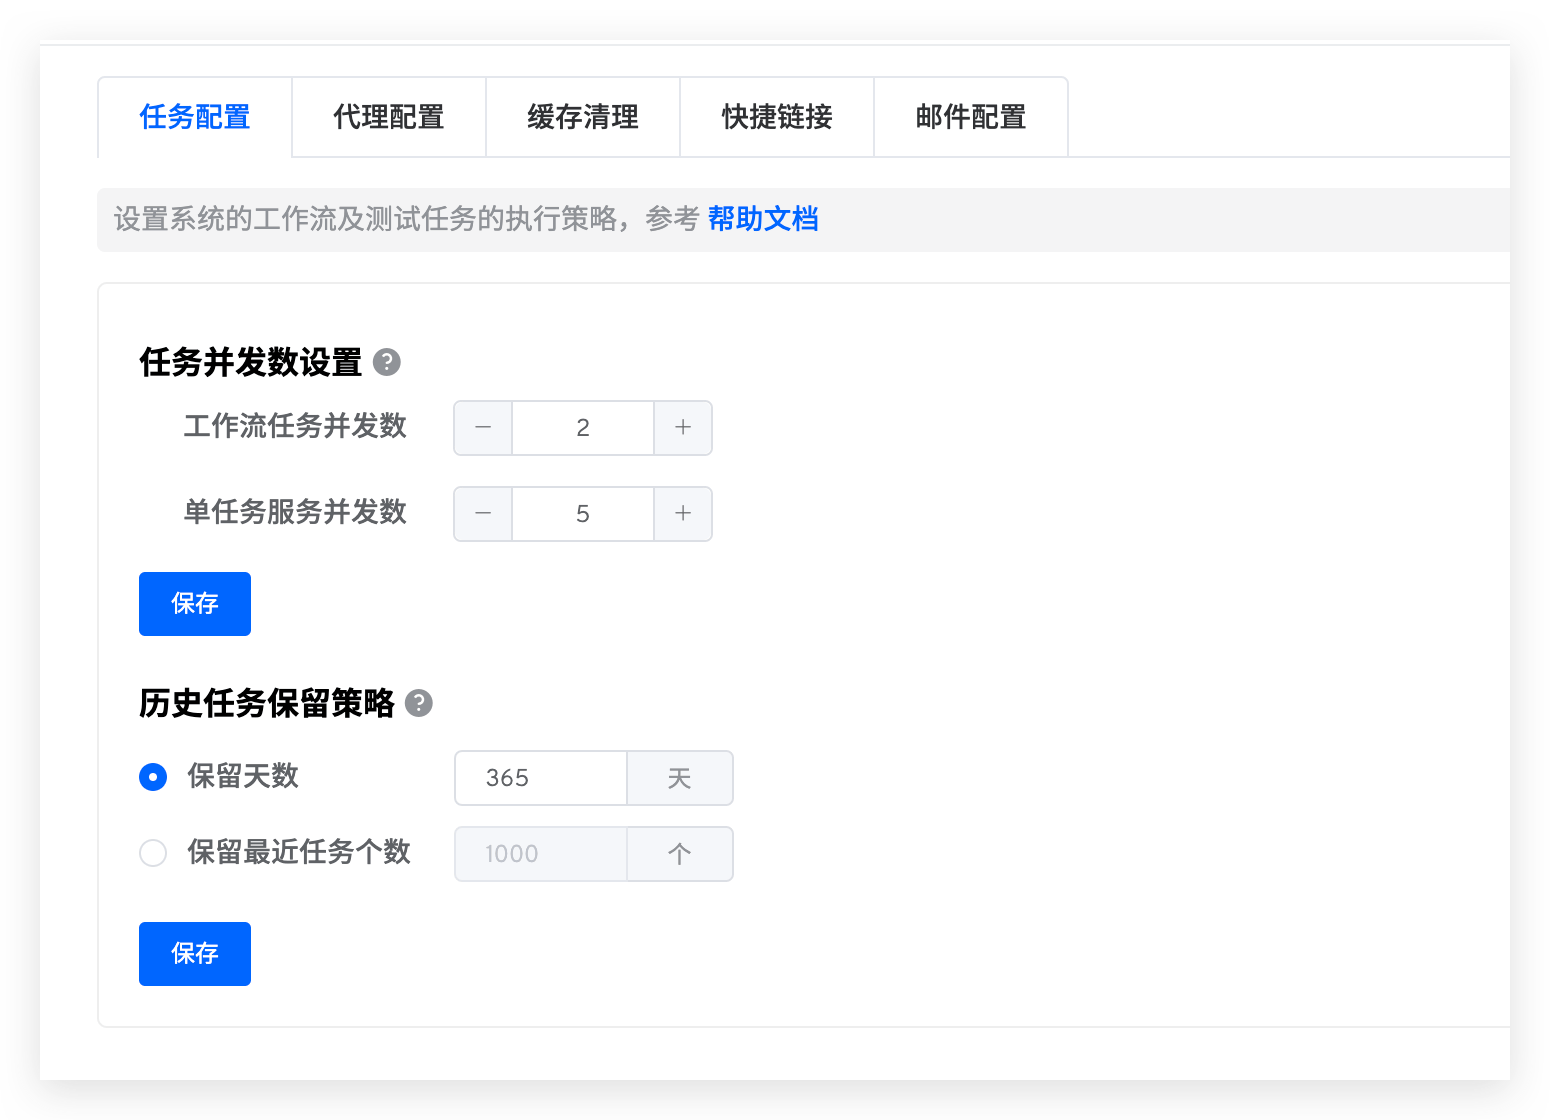 任务配置 代理配置 缓存清理 快捷链接 邮件配置
设置系统的工作流及测试任务的执行策略，参考 帮助文档
任务并发数设置 ?
工作流任务并发数 － 2 +
单任务服务并发数 － 5 +
保存
历史任务保留策略 ?
保留天数 365 天
保留最近任务个数 1000 个
保存